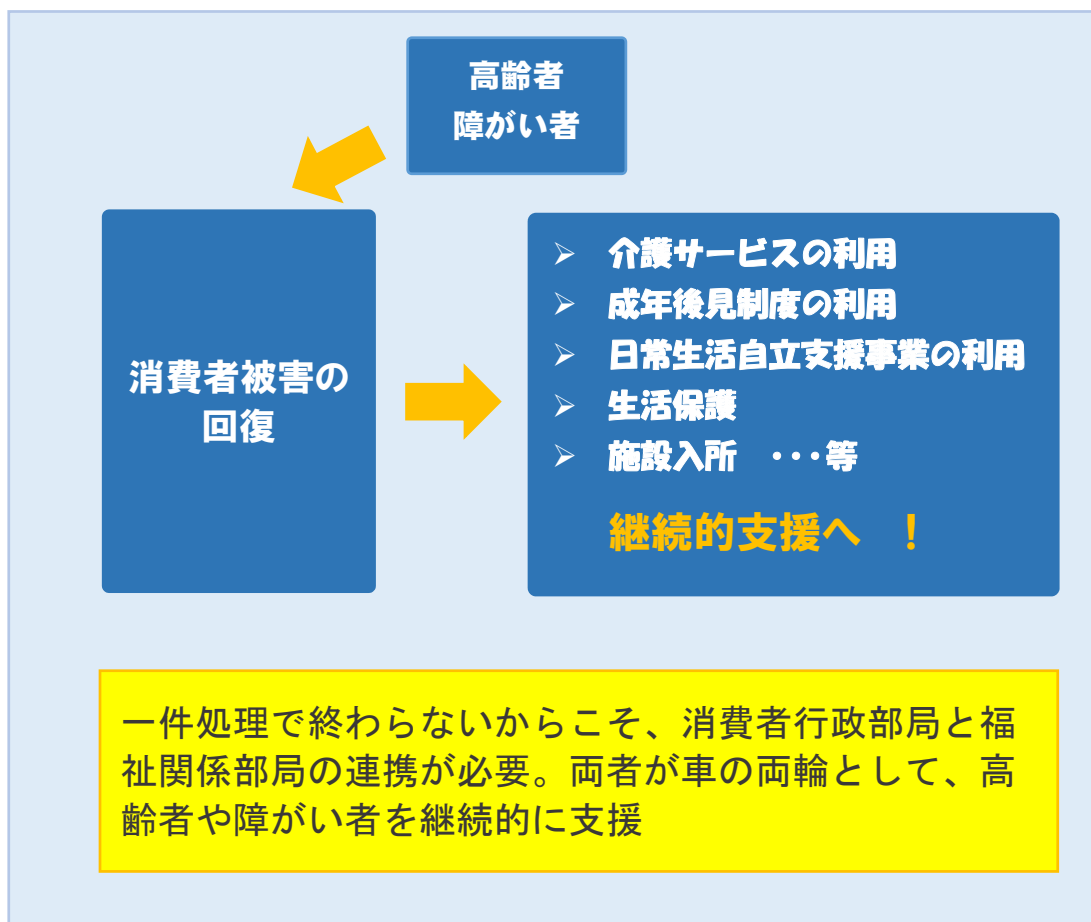 高齢者
障がい者
消費者被害の
回復
➢ 介護サービスの利用
➢ 成年後見制度の利用
➢ 日常生活自立支援事業の利用
➢ 生活保護
➢ 施設入所 ・・・等
継続的支援へ !
一件処理で終わらないからこそ、消費者行政部局と福
祉関係部局の連携が必要。両者が車の両輪として、高
齢者や障がい者を継続的に支援